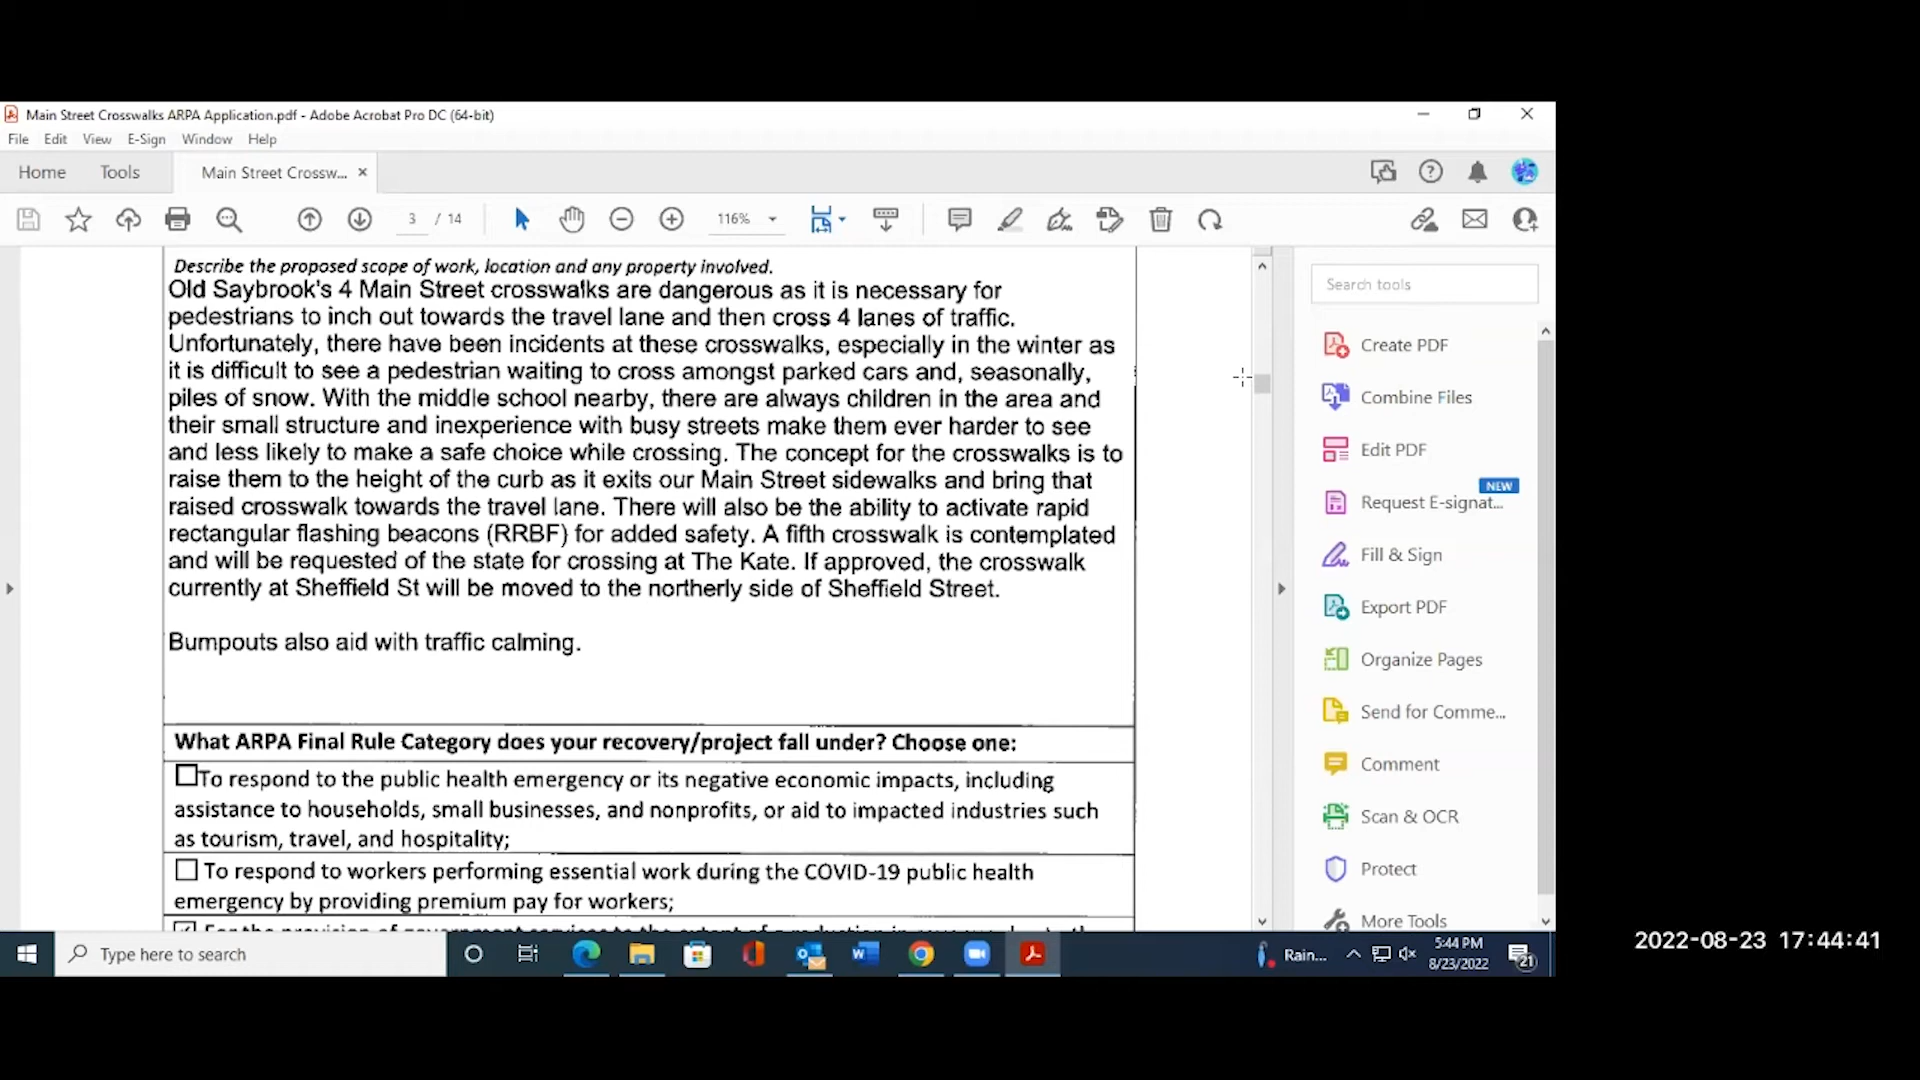 Main Street Crosswalks ARPA Application.pdf - Adobe Acrobat Pro DC (64-bit)
File Edit View E-Sign Window Help
Home Tools Main Street Crossw... ×
3 / 14 116%
Describe the proposed scope of work, location and any property involved.
Old Saybrook's 4 Main Street crosswalks are dangerous as it is necessary for
pedestrians to inch out towards the travel lane and then cross 4 lanes of traffic.
Unfortunately, there have been incidents at these crosswalks, especially in the winter as
it is difficult to see a pedestrian waiting to cross amongst parked cars and, seasonally,
piles of snow. With the middle school nearby, there are always children in the area and
their small structure and inexperience with busy streets make them ever harder to see
and less likely to make a safe choice while crossing. The concept for the crosswalks is to
raise them to the height of the curb as it exits our Main Street sidewalks and bring that
raised crosswalk towards the travel lane. There will also be the ability to activate rapid
rectangular flashing beacons (RRBF) for added safety. A fifth crosswalk is contemplated
and will be requested of the state for crossing at The Kate. If approved, the crosswalk
currently at Sheffield St will be moved to the northerly side of Sheffield Street.
Bumpouts also aid with traffic calming.
What ARPA Final Rule Category does your recovery/project fall under? Choose one:
To respond to the public health emergency or its negative economic impacts, including
assistance to households, small businesses, and nonprofits, or aid to impacted industries such
as tourism, travel, and hospitality;
To respond to workers performing essential work during the COVID-19 public health
emergency by providing premium pay for workers;
Search tools
Create PDF
Combine Files
Edit PDF
NEW
Request E-signat...
Fill & Sign
Export PDF
Organize Pages
Send for Comme...
Comment
Scan & OCR
Protect
More Tools
Type here to search
Rain...
5:44 PM
8/23/2022
21
2022-08-23 17:44:41